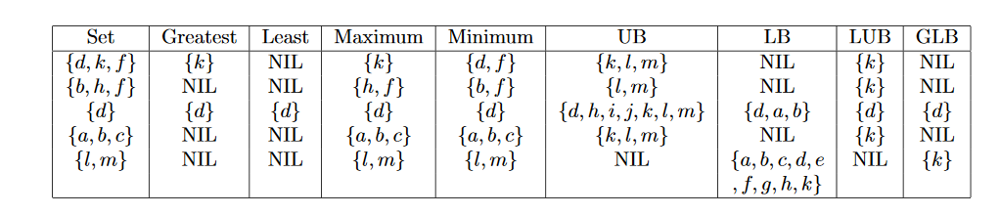 Set Greatest Least Maximum Minimum UB LB LUB GLB
{d, k, f} {k} NIL {k} {d, f} {k, l, m} NIL {k} NIL
{b, h, f} NIL NIL {h, f} {b, f} {l, m} NIL {k} NIL
{d} {d} {d} {d} {d} {d, h, i, j, k, l, m} {d, a, b} {d} {d}
{a, b, c} NIL NIL {a, b, c} {a, b, c} {k, l, m} NIL {k} NIL
{l, m} NIL NIL {l, m} {l, m} NIL {a, b, c, d, e NIL {k}
, f, g, h, k}